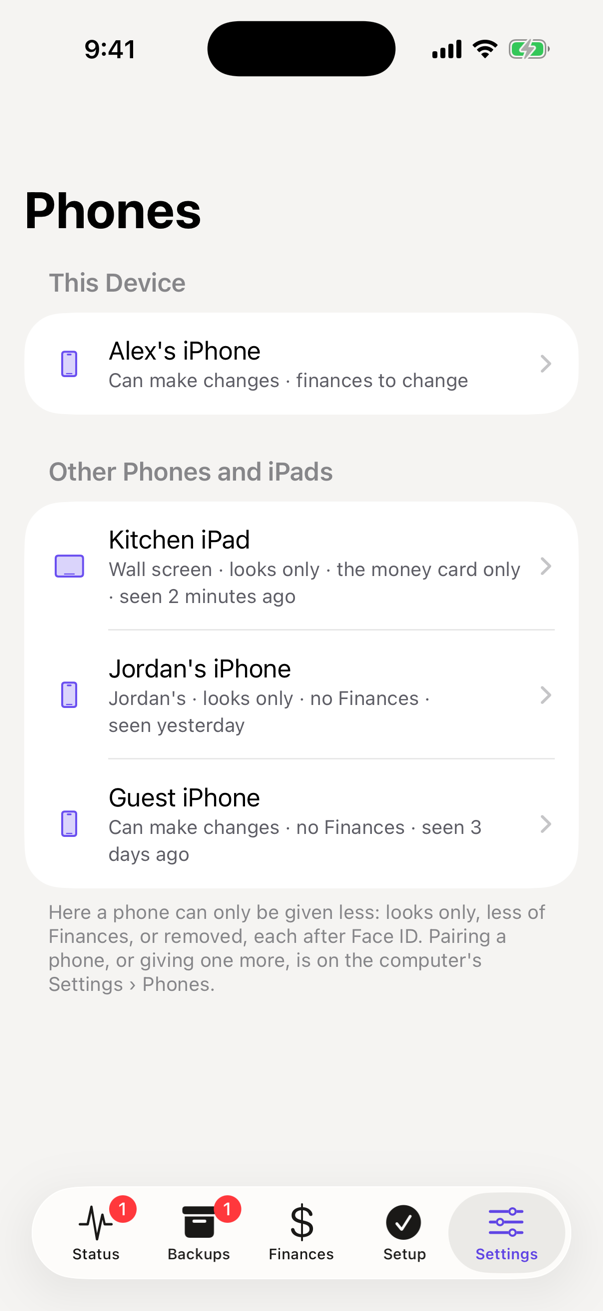 9:41
Phones
This Device
Alex's iPhone
Can make changes · finances to change
Other Phones and iPads
Kitchen iPad
Wall screen · looks only · the money card only
· seen 2 minutes ago
Jordan's iPhone
Jordan's · looks only · no Finances ·
seen yesterday
Guest iPhone
Can make changes · no Finances · seen 3
days ago
Here a phone can only be given less: looks only, less of
Finances, or removed, each after Face ID. Pairing a
phone, or giving one more, is on the computer's
Settings › Phones.
1
1
Status
Backups
Finances
Setup
Settings